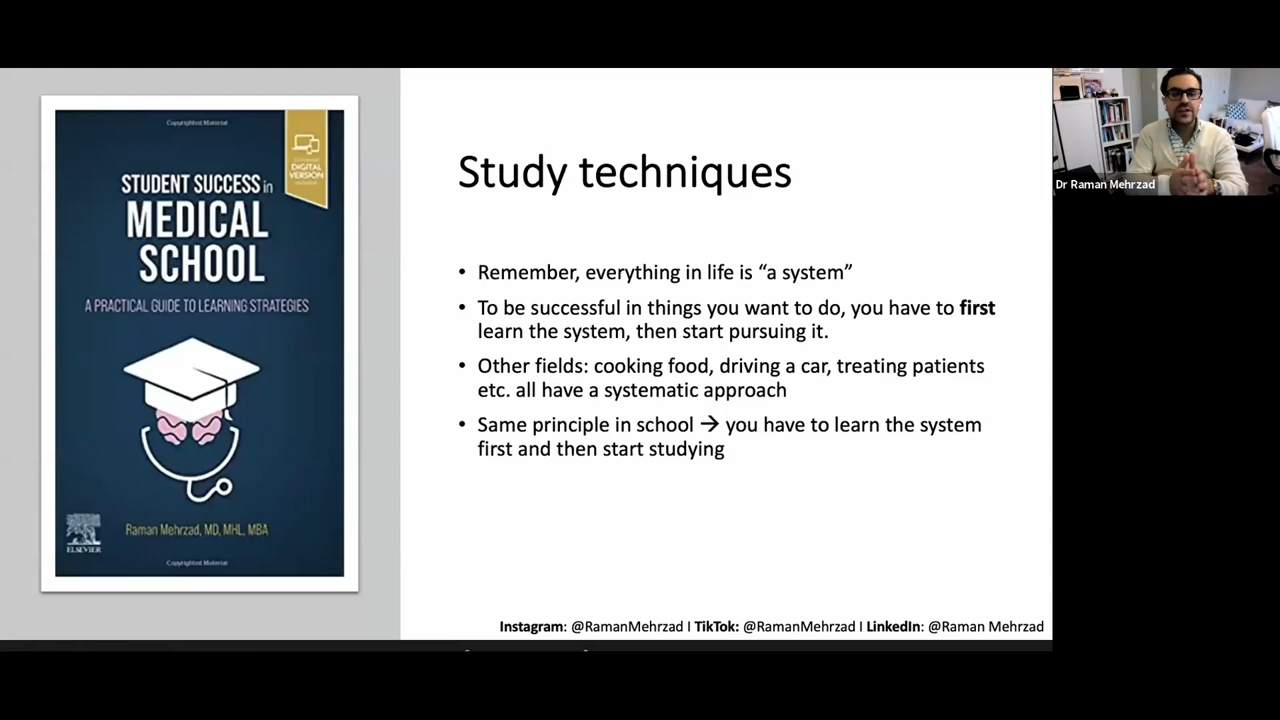 Copyrighted Material
DIGITAL
VERSION
STUDENT SUCCESS in
MEDICAL
SCHOOL
A PRACTICAL GUIDE TO LEARNING STRATEGIES
Raman Mehrzad, MD, MHL, MBA
ELSEVIER
Copyrighted Material
Study techniques
• Remember, everything in life is “a system”
• To be successful in things you want to do, you have to first
learn the system, then start pursuing it.
• Other fields: cooking food, driving a car, treating patients
etc. all have a systematic approach
• Same principle in school → you have to learn the system
first and then start studying
Instagram: @RamanMehrzad I TikTok: @RamanMehrzad I LinkedIn: @Raman Mehrzad
Dr Raman Mehrzad